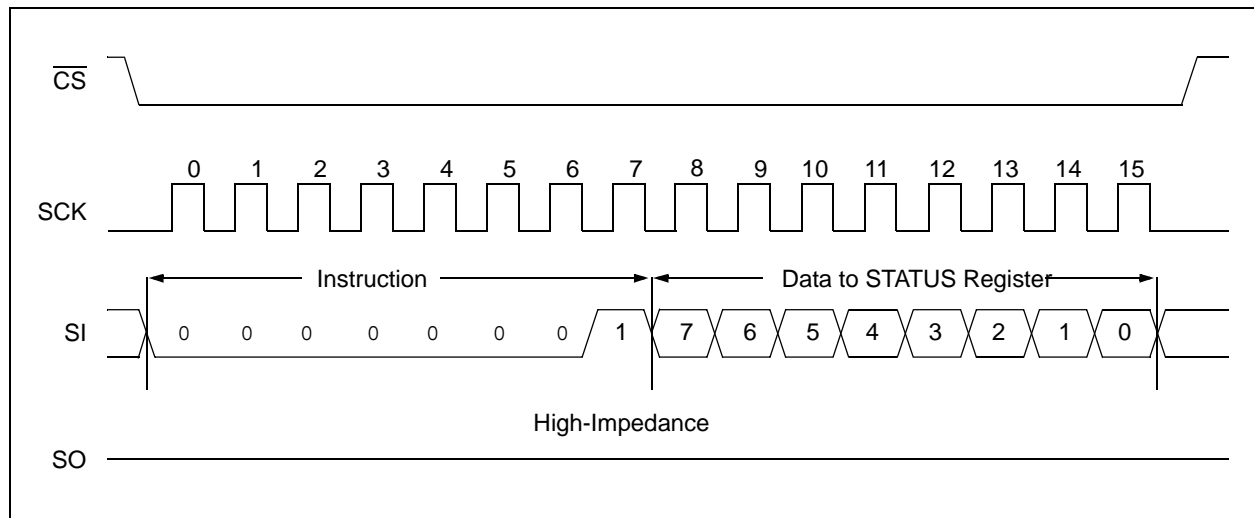 CS
0 1 2 3 4 5 6 7 8 9 10 11 12 13 14 15
SCK
Instruction
Data to STATUS Register
SI
0 0 0 0 0 0 0 1 7 6 5 4 3 2 1 0
High-Impedance
SO